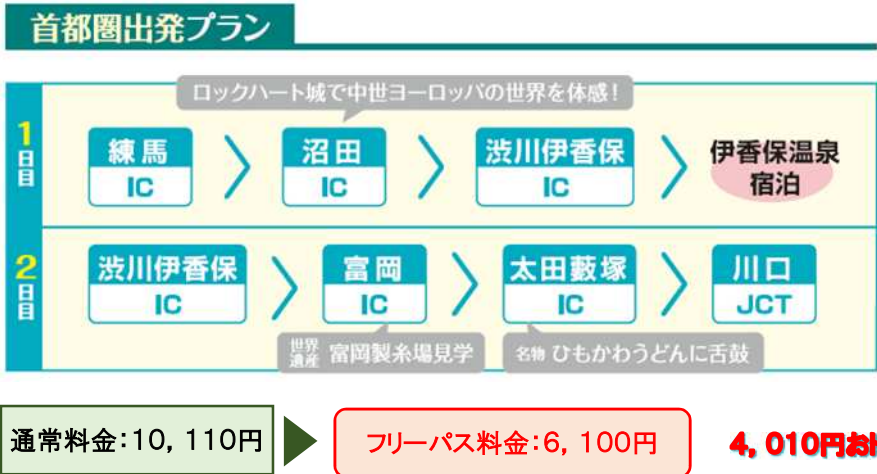 首都圏出発プラン
ロックハート城で中世ヨーロッパの世界を体感!
1日目
練馬 IC
沼田 IC
渋川伊香保 IC
伊香保温泉
宿泊
2日目
渋川伊香保 IC
富岡 IC
太田藪塚 IC
川口 JCT
世界遺産 富岡製糸場見学
名物 ひもかわうどんに舌鼓
通常料金:10,110円
フリーパス料金:6,100円
4,010円お